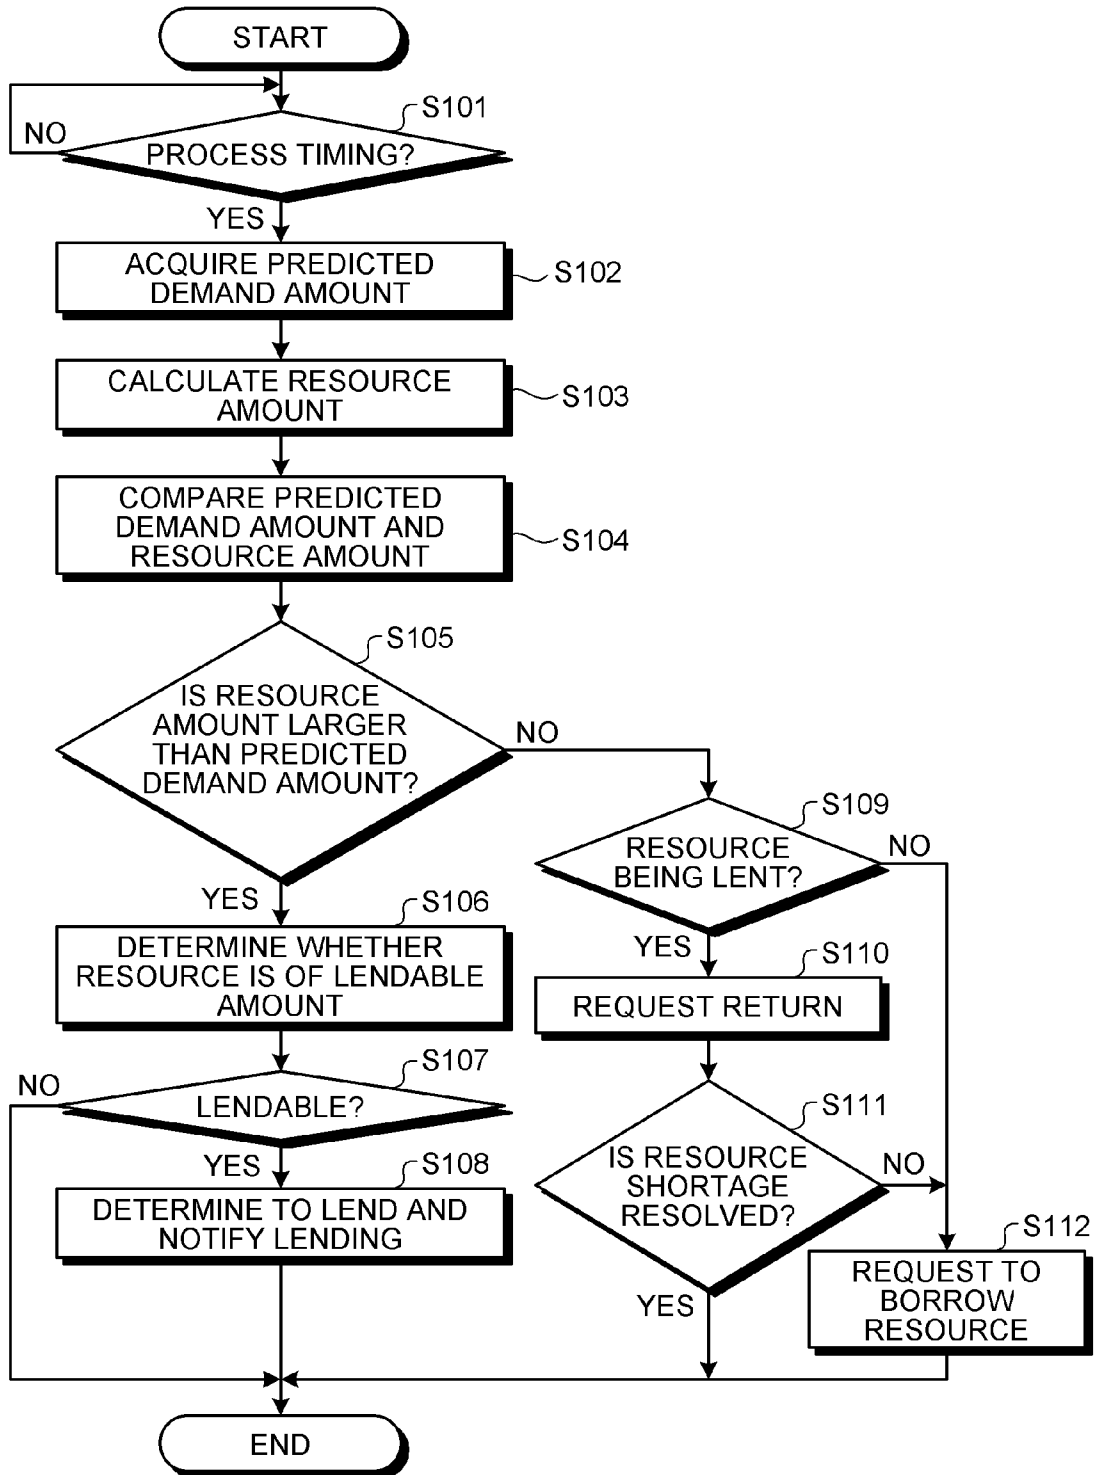 START
S101
NO
PROCESS TIMING?
YES
ACQUIRE PREDICTED
DEMAND AMOUNT
S102
CALCULATE RESOURCE
AMOUNT
S103
COMPARE PREDICTED
DEMAND AMOUNT AND
RESOURCE AMOUNT
S104
S105
IS RESOURCE
AMOUNT LARGER
THAN PREDICTED
DEMAND AMOUNT?
NO
YES
S106
DETERMINE WHETHER
RESOURCE IS OF LENDABLE
AMOUNT
S107
NO
LENDABLE?
YES
S108
DETERMINE TO LEND AND
NOTIFY LENDING
S109
RESOURCE
BEING LENT?
NO
YES
S110
REQUEST RETURN
S111
IS RESOURCE
SHORTAGE
RESOLVED?
NO
YES
S112
REQUEST TO
BORROW
RESOURCE
END